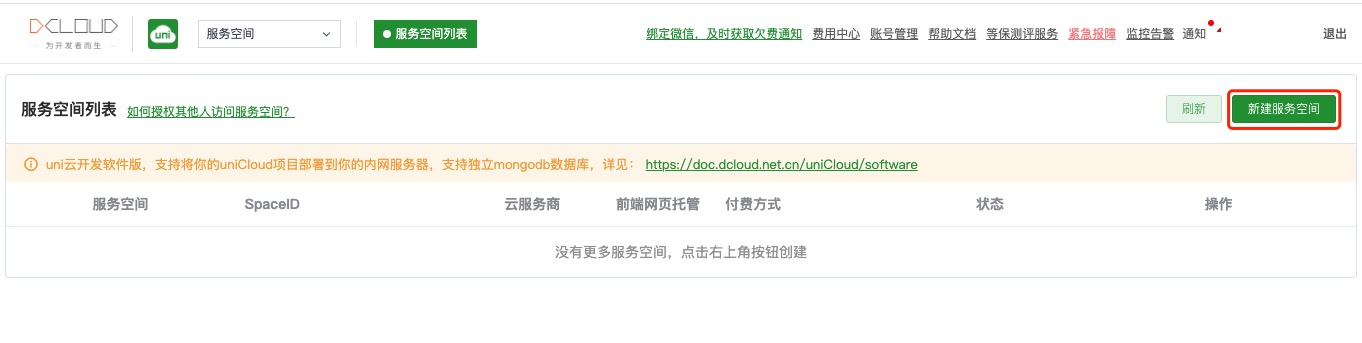 DCLOUD
为开发者而生
uni
服务空间
服务空间列表
绑定微信，及时获取欠费通知 费用中心 账号管理 帮助文档 等保测评服务 紧急报障 监控告警 通知 退出
服务空间列表 如何授权其他人访问服务空间？ 刷新 新建服务空间
uni云开发软件版，支持将你的uniCloud项目部署到你的内网服务器，支持独立mongodb数据库，详见： https://doc.dcloud.net.cn/uniCloud/software
服务空间 SpaceID 云服务商 前端网页托管 付费方式 状态 操作
没有更多服务空间，点击右上角按钮创建